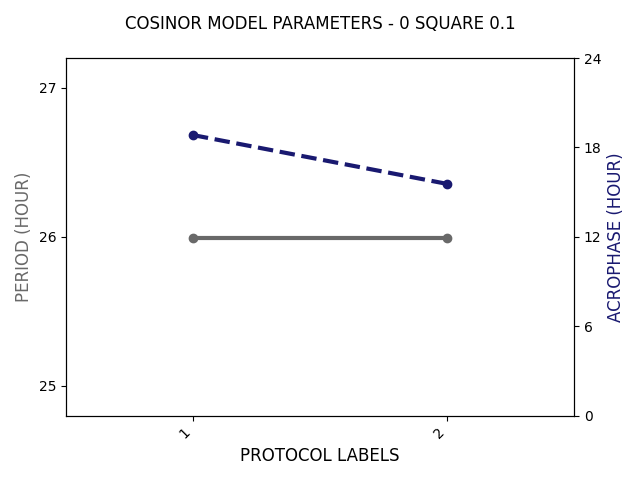 COSINOR MODEL PARAMETERS - 0 SQUARE 0.1
27
26
25
PERIOD (HOUR)
24
18
12
6
0
ACROPHASE (HOUR)
1
2
PROTOCOL LABELS